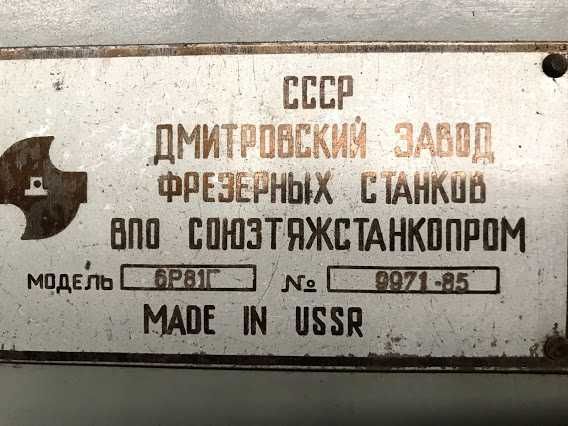 СССР
ДМИТРОВСКИЙ ЗАВОД
ФРЕЗЕРНЫХ СТАНКОВ
ВПО СОЮЗТЯЖСТАНКОПРОМ
МОДЕЛЬ 6Р81Г № 9971-85
MADE IN USSR
Д